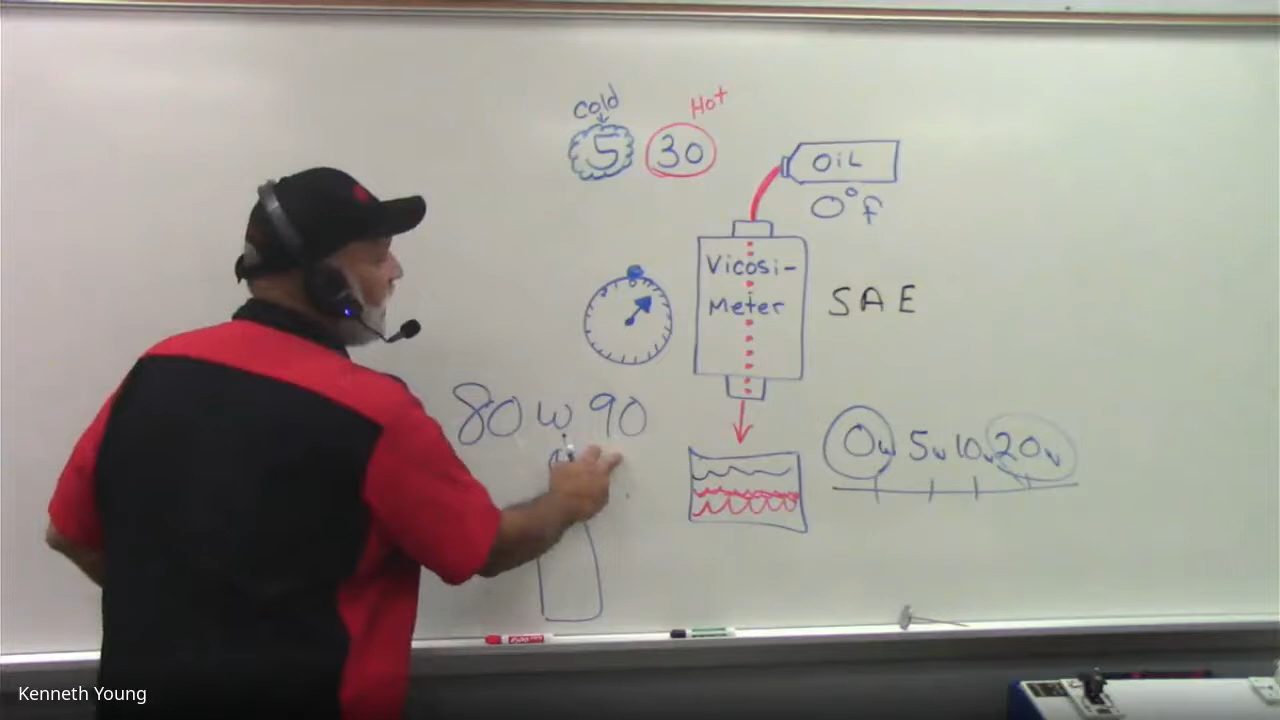 Cold
Hot
5 30
OiL
0°f
Vicosi-
Meter
SAE
80 w 90
0w 5w 10w 20w
Kenneth Young